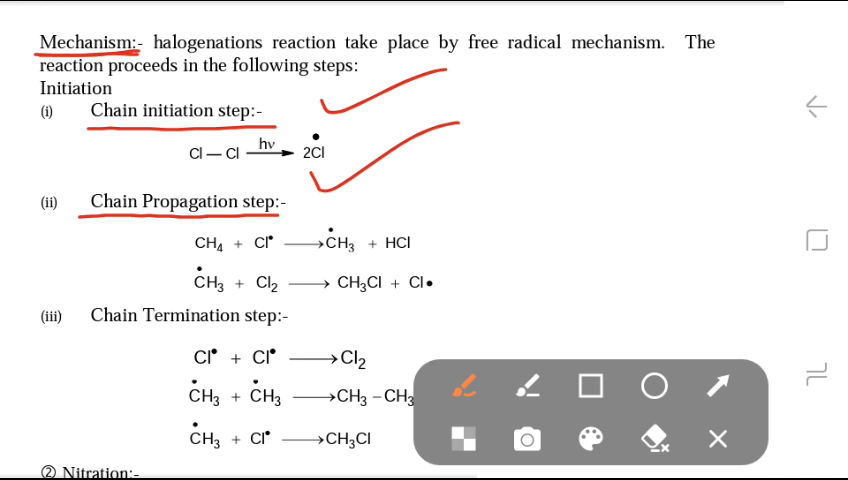 Mechanism:- halogenations reaction take place by free radical mechanism. The
reaction proceeds in the following steps:
Initiation
(i) Chain initiation step:-
Cl — Cl hν ⟶ 2Cl•
(ii) Chain Propagation step:-
CH₄ + Cl• ⟶ •CH₃ + HCl
•CH₃ + Cl₂ ⟶ CH₃Cl + Cl•
(iii) Chain Termination step:-
Cl• + Cl• ⟶ Cl₂
•CH₃ + •CH₃ ⟶ CH₃ – CH₃
•CH₃ + Cl• ⟶ CH₃Cl
② Nitration:-